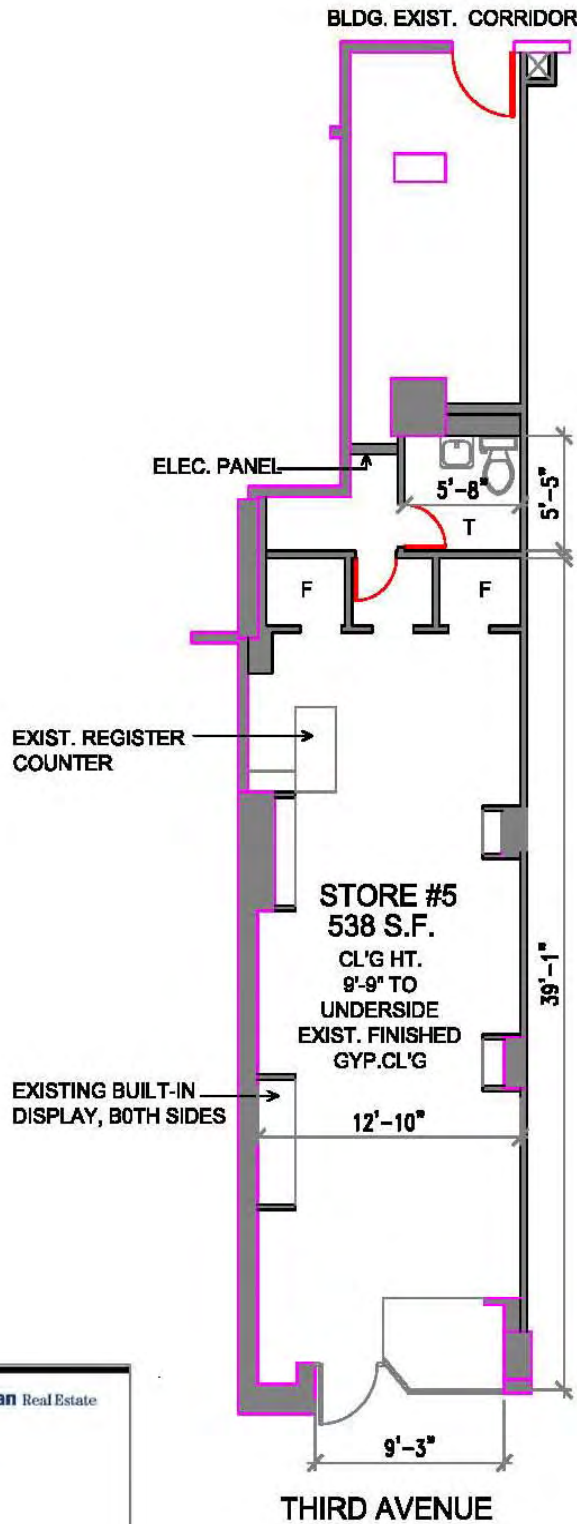 BLDG. EXIST. CORRIDOR
ELEC. PANEL
5'-8"
5'-5"
T
F
F
EXIST. REGISTER
COUNTER
STORE #5
538 S.F.
CL'G HT.
9'-9" TO
UNDERSIDE
EXIST. FINISHED
GYP.CL'G
39'-1"
EXISTING BUILT-IN
DISPLAY, B0TH SIDES
12'-10"
an Real Estate
9'-3"
THIRD AVENUE